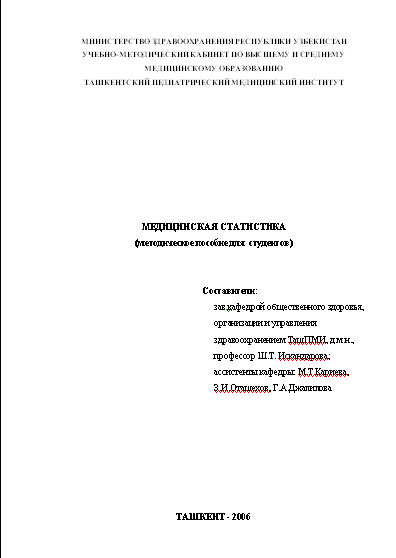 МИНИСТЕРСТВО ЗДРАВООХРАНЕНИЯ РЕСПУБЛИКИ УЗБЕКИСТАН
УЧЕБНО-МЕТОДИЧЕСКИЙ КАБИНЕТ ПО ВЫСШЕМУ И СРЕДНЕМУ
МЕДИЦИНСКОМУ ОБРАЗОВАНИЮ
ТАШКЕНТСКИЙ ПЕДИАТРИЧЕСКИЙ МЕДИЦИНСКИЙ ИНСТИТУТ
МЕДИЦИНСКАЯ СТАТИСТИКА
(методическое пособие для студентов)
Составители:
зав.кафедрой общественного здоровья,
организации и управления
здравоохранением ТашПМИ, д.м.н.,
профессор Ш.Т. Искандарова;
ассистенты кафедры: М.Т.Кариева,
З.И.Оташехов, Г.А.Джалилова
ТАШКЕНТ - 2006